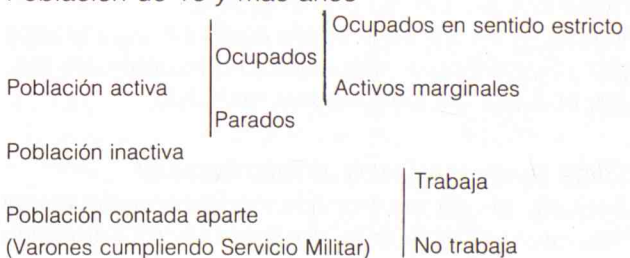 Población de 16 y más años
Ocupados en sentido estricto
Ocupados
Población activa
Activos marginales
Parados
Población inactiva
Trabaja
Población contada aparte
(Varones cumpliendo Servicio Militar)
No trabaja